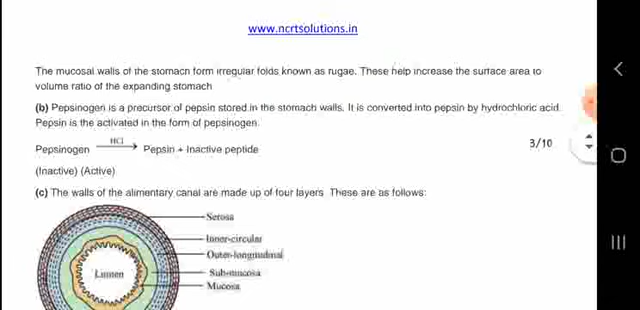 www.ncrtsolutions.in
The mucosal walls of the stomach form irregular folds known as rugae. These help increase the surface area to
volume ratio of the expanding stomach
(b) Pepsinogen is a precursor of pepsin stored in the stomach walls. It is converted into pepsin by hydrochloric acid.
Pepsin is the activated in the form of pepsinogen.
Pepsinogen HCl Pepsin + Inactive peptide
3/10
(Inactive) (Active)
(c) The walls of the alimentary canal are made up of four layers These are as follows:
Serosa
Inner-circular
Outer-longitudinal
Lumen
Sub-mucosa
Mucosa